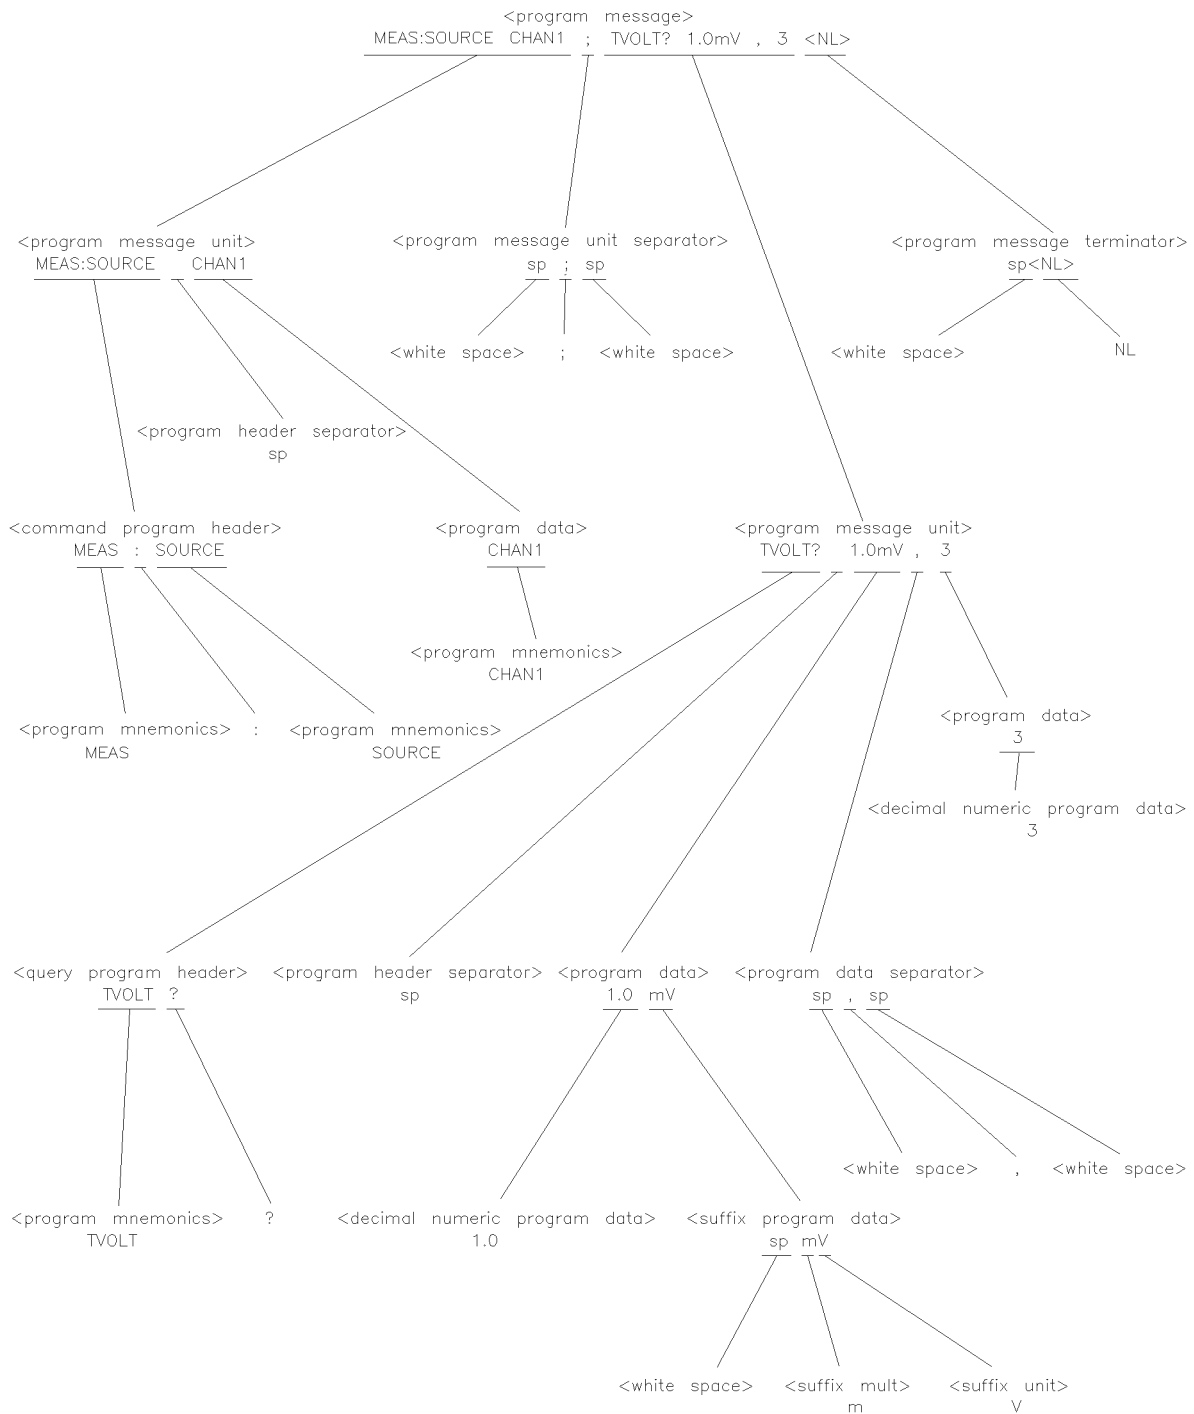 <program message>
MEAS:SOURCE CHAN1 ; TVOLT? 1.0mV , 3 <NL>
<program message unit>
MEAS:SOURCE CHAN1
<program message unit separator>
sp ; sp
<program message terminator>
sp<NL>
<white space> ; <white space>
<white space> NL
<program header separator>
sp
<command program header>
MEAS : SOURCE
<program data>
CHAN1
<program message unit>
TVOLT? 1.0mV , 3
<program mnemonics>
CHAN1
<program mnemonics> : <program mnemonics>
MEAS SOURCE
<program data>
3
<decimal numeric program data>
3
<query program header>
TVOLT ?
<program header separator>
sp
<program data>
1.0 mV
<program data separator>
sp , sp
<white space> , <white space>
<program mnemonics> ?
TVOLT
<decimal numeric program data>
1.0
<suffix program data>
sp mV
<white space>
<suffix mult>
m
<suffix unit>
V